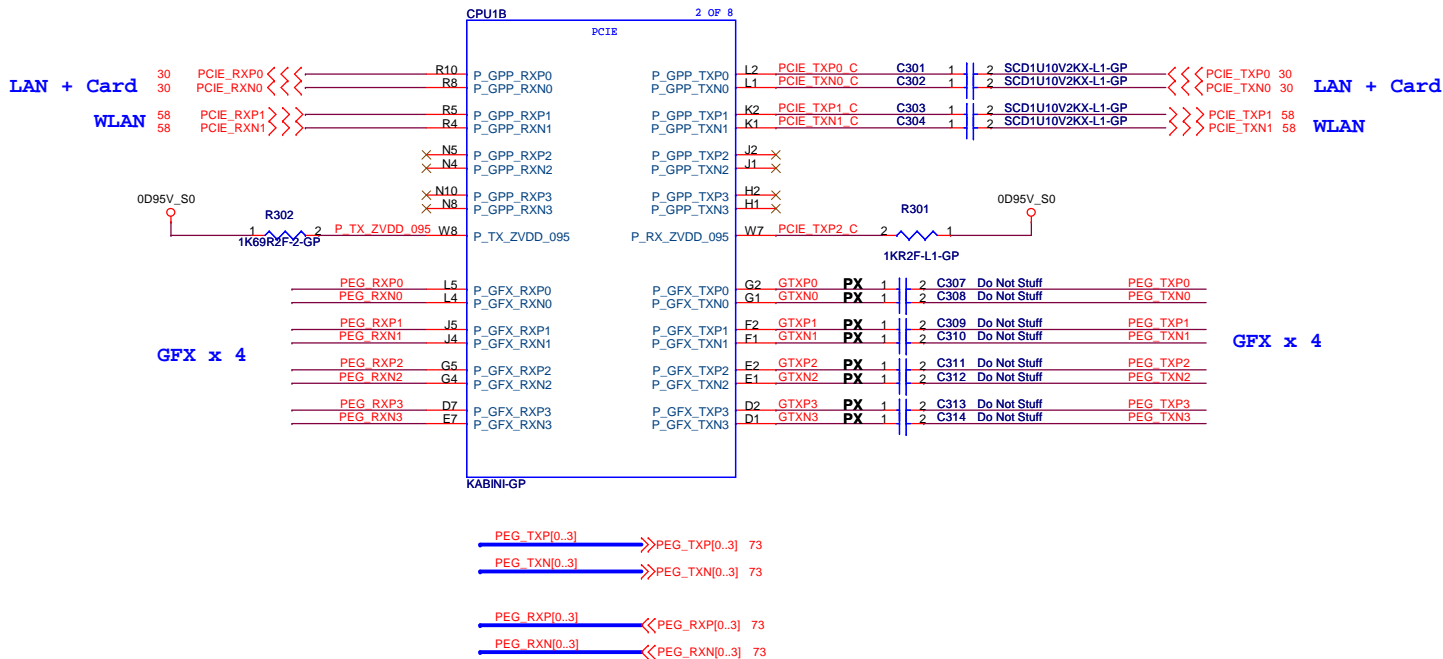 CPU1B 2 OF 8
PCIE
LAN + Card 30 PCIE_RXP0 R10 P_GPP_RXP0 P_GPP_TXP0 L2 PCIE_TXP0_C C301 1 2 SCD1U10V2KX-L1-GP PCIE_TXP0 30 LAN + Card
30 PCIE_RXN0 R8 P_GPP_RXN0 P_GPP_TXN0 L1 PCIE_TXN0_C C302 1 2 SCD1U10V2KX-L1-GP PCIE_TXN0 30
WLAN 58 PCIE_RXP1 R5 P_GPP_RXP1 P_GPP_TXP1 K2 PCIE_TXP1_C C303 1 2 SCD1U10V2KX-L1-GP PCIE_TXP1 58 WLAN
58 PCIE_RXN1 R4 P_GPP_RXN1 P_GPP_TXN1 K1 PCIE_TXN1_C C304 1 2 SCD1U10V2KX-L1-GP PCIE_TXN1 58
N5 P_GPP_RXP2 P_GPP_TXP2 J2
N4 P_GPP_RXN2 P_GPP_TXN2 J1
N10 P_GPP_RXP3 P_GPP_TXP3 H2
N8 P_GPP_RXN3 P_GPP_TXN3 H1
0D95V_S0 0D95V_S0
R302 R301
1 2 P_TX_ZVDD_095 W8 P_TX_ZVDD_095 P_RX_ZVDD_095 W7 PCIE_TXP2_C 2 1
1K69R2F-2-GP 1KR2F-L1-GP
PEG_RXP0 L5 P_GFX_RXP0 P_GFX_TXP0 G2 GTXP0 PX 1 2 C307 Do Not Stuff PEG_TXP0
PEG_RXN0 L4 P_GFX_RXN0 P_GFX_TXN0 G1 GTXN0 PX 1 2 C308 Do Not Stuff PEG_TXN0
PEG_RXP1 J5 P_GFX_RXP1 P_GFX_TXP1 F2 GTXP1 PX 1 2 C309 Do Not Stuff PEG_TXP1
PEG_RXN1 J4 P_GFX_RXN1 P_GFX_TXN1 F1 GTXN1 PX 1 2 C310 Do Not Stuff PEG_TXN1
GFX x 4 GFX x 4
PEG_RXP2 G5 P_GFX_RXP2 P_GFX_TXP2 E2 GTXP2 PX 1 2 C311 Do Not Stuff PEG_TXP2
PEG_RXN2 G4 P_GFX_RXN2 P_GFX_TXN2 E1 GTXN2 PX 1 2 C312 Do Not Stuff PEG_TXN2
PEG_RXP3 D7 P_GFX_RXP3 P_GFX_TXP3 D2 GTXP3 PX 1 2 C313 Do Not Stuff PEG_TXP3
PEG_RXN3 E7 P_GFX_RXN3 P_GFX_TXN3 D1 GTXN3 PX 1 2 C314 Do Not Stuff PEG_TXN3
KABINI-GP
PEG_TXP[0..3] PEG_TXP[0..3] 73
PEG_TXN[0..3] PEG_TXN[0..3] 73
PEG_RXP[0..3] PEG_RXP[0..3] 73
PEG_RXN[0..3] PEG_RXN[0..3] 73